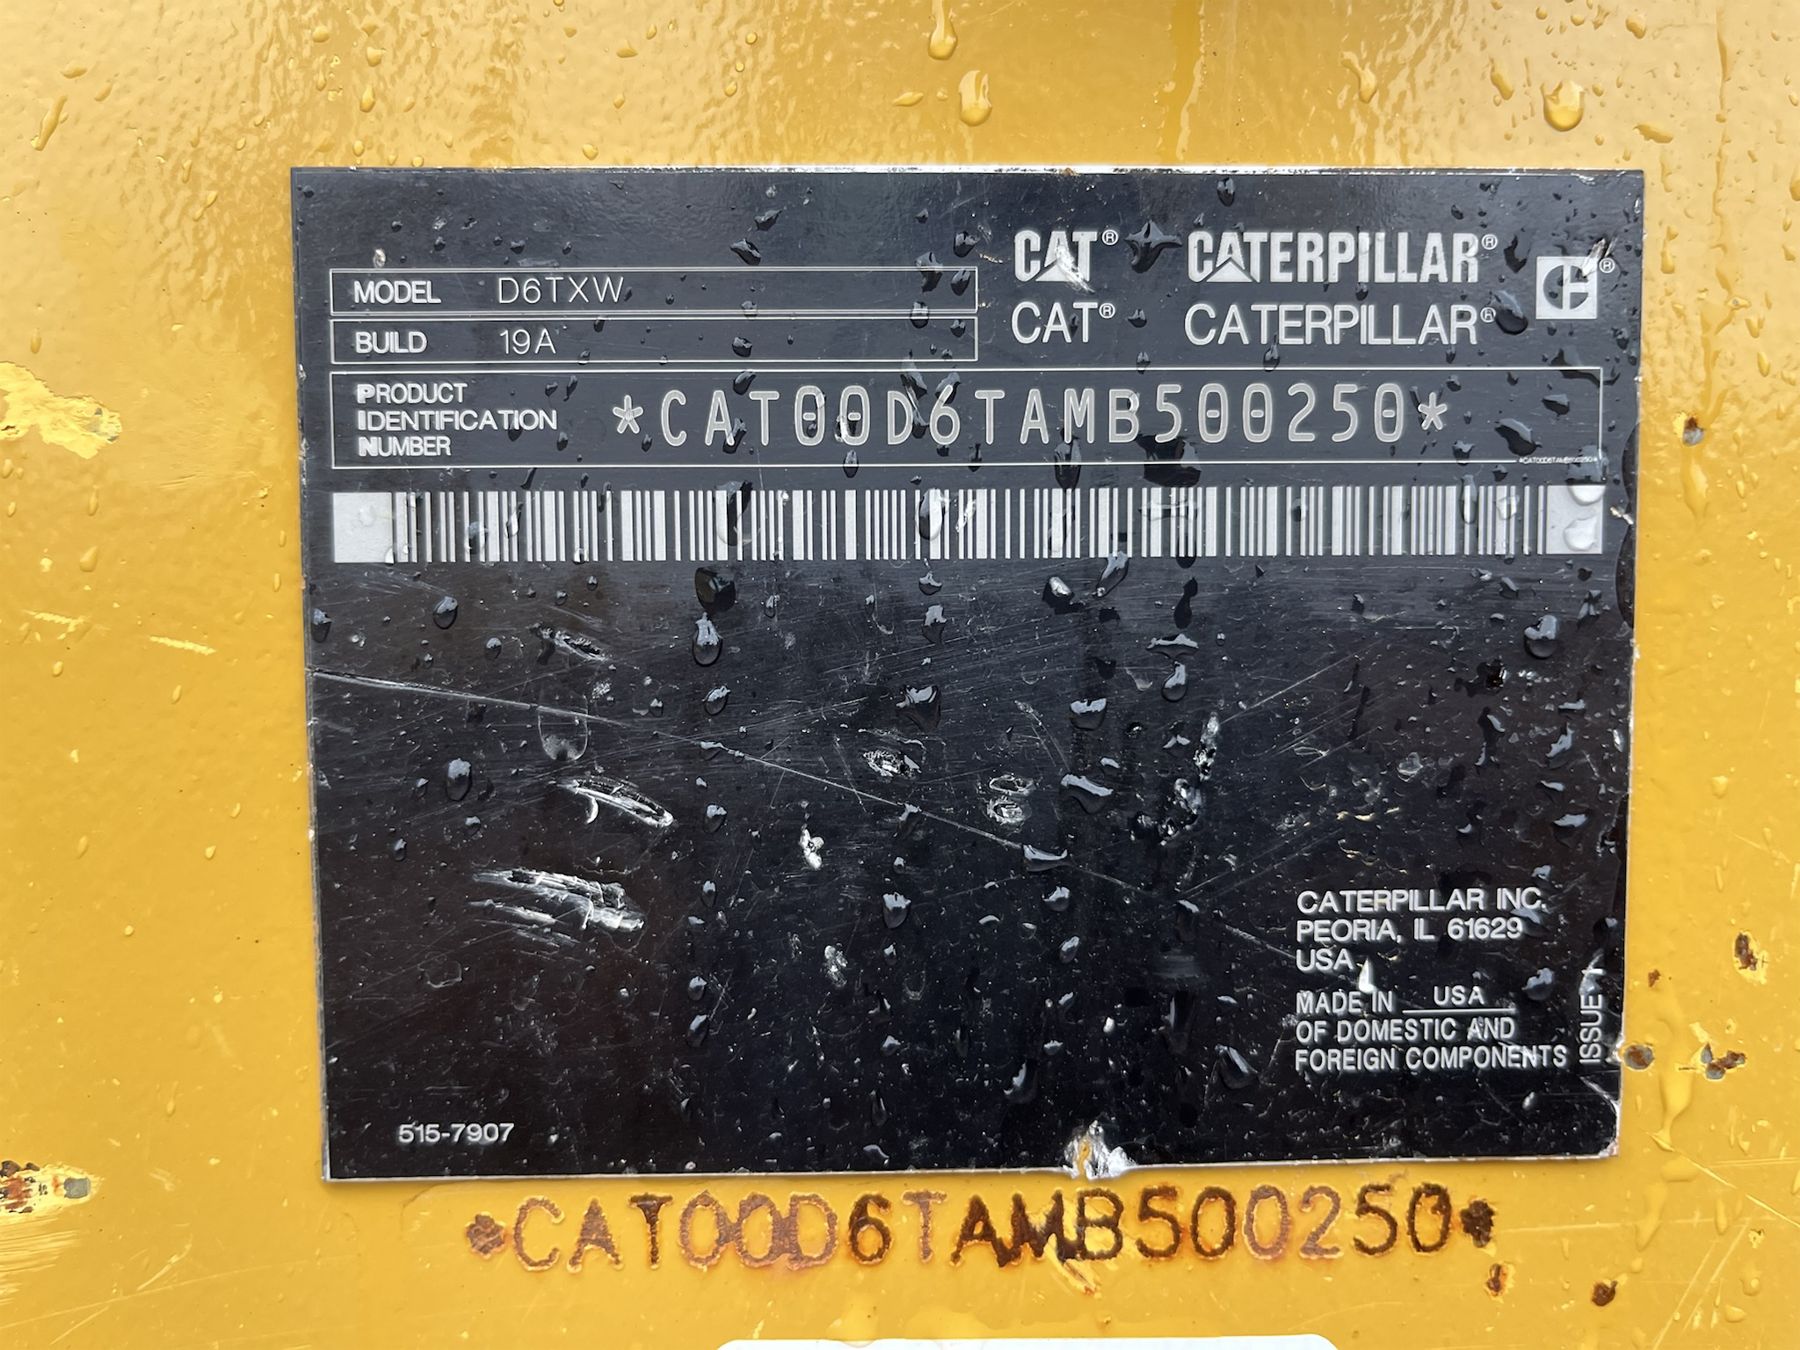 CAT® CATERPILLAR®
CAT® CATERPILLAR®
MODEL D6TXW
BUILD 19A
PRODUCT
IDENTIFICATION
NUMBER
*CAT00D6TAMB500250*
*CAT00D6TAMB500250*
CATERPILLAR INC.
PEORIA, IL 61629
USA
MADE IN USA
OF DOMESTIC AND
FOREIGN COMPONENTS
ISSUE 1
515-7907
*CAT00D6TAMB500250*